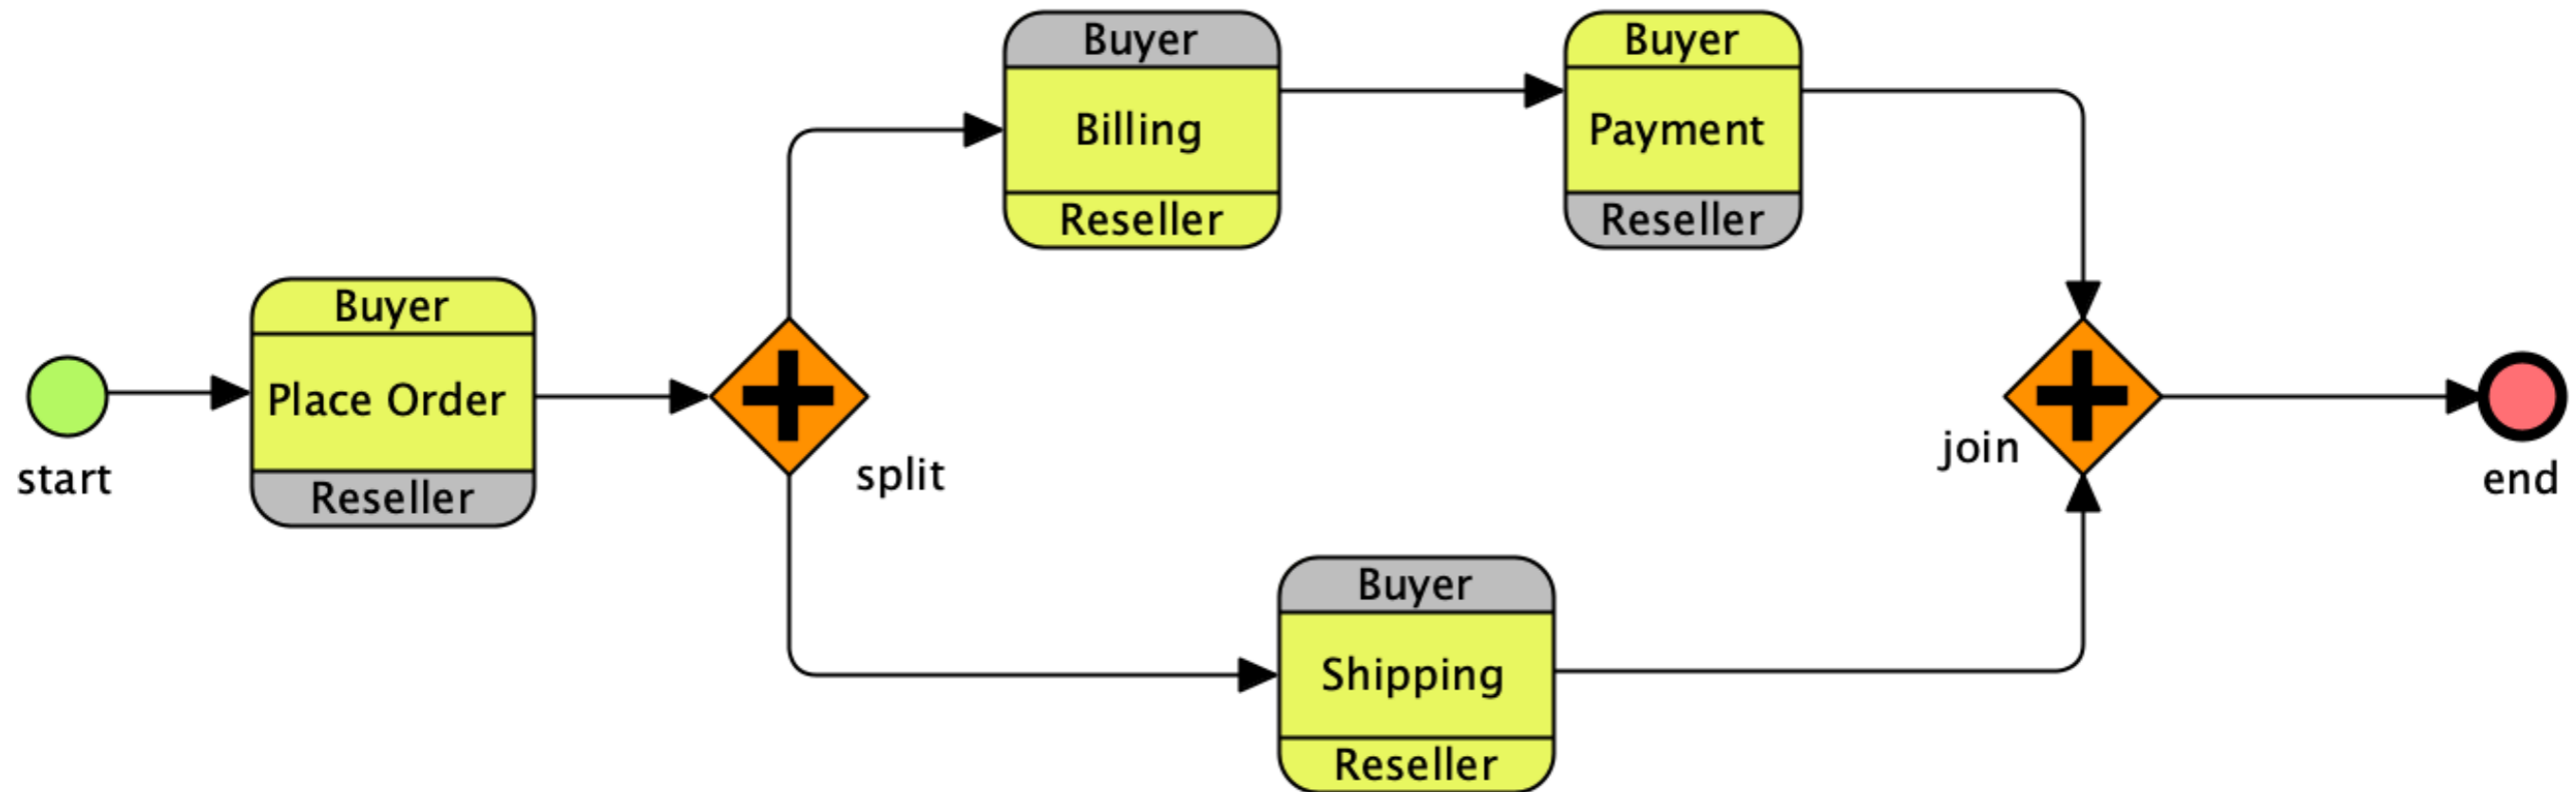 start
Buyer
Place Order
Reseller
split
Buyer
Billing
Reseller
Buyer
Payment
Reseller
Buyer
Shipping
Reseller
join
end